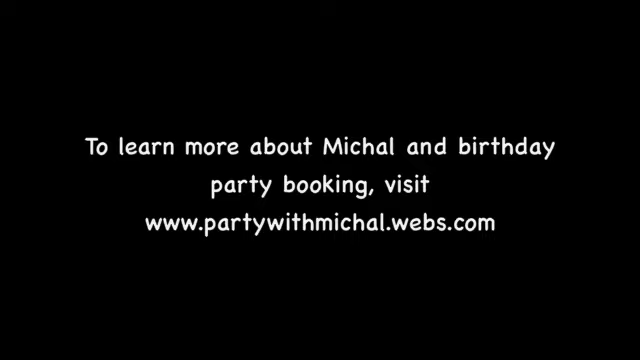 To learn more about Michal and birthday
party booking, visit
www.partywithmichal.webs.com